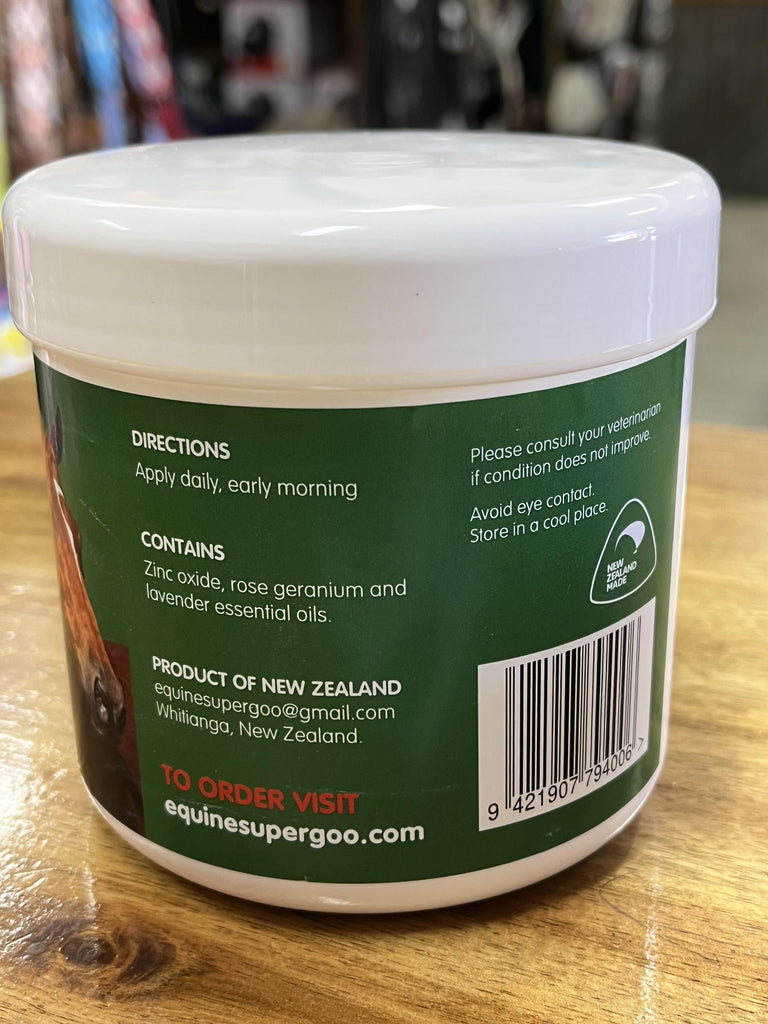 DIRECTIONS
Apply daily, early morning
CONTAINS
Zinc oxide, rose geranium and
lavender essential oils.
PRODUCT OF NEW ZEALAND
equinesupergoo@gmail.com
Whitianga, New Zealand.
TO ORDER VISIT
equinesupergoo.com
Please consult your veterinarian
if condition does not improve.
Avoid eye contact.
Store in a cool place.
NEW
ZEALAND
MADE
9 421907 794006 >